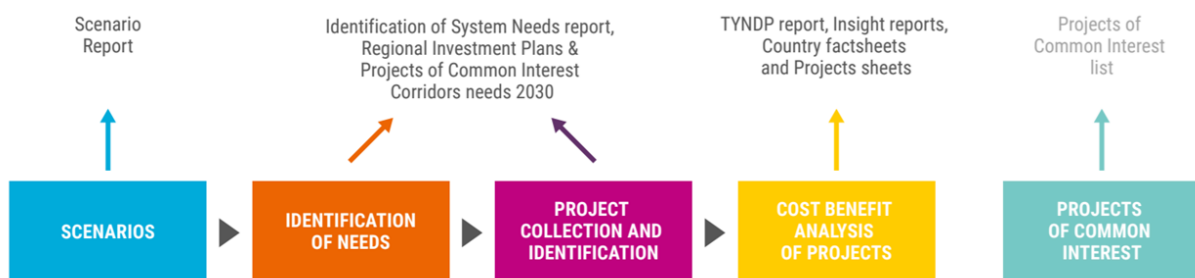 Scenario
Report
Identification of System Needs report,
Regional Investment Plans &
Projects of Common Interest
Corridors needs 2030
TYNDP report, Insight reports,
Country factsheets
and Projects sheets
Projects of
Common Interest
list
SCENARIOS
IDENTIFICATION
OF NEEDS
PROJECT
COLLECTION AND
IDENTIFICATION
COST BENEFIT
ANALYSIS
OF PROJECTS
PROJECTS
OF COMMON
INTEREST